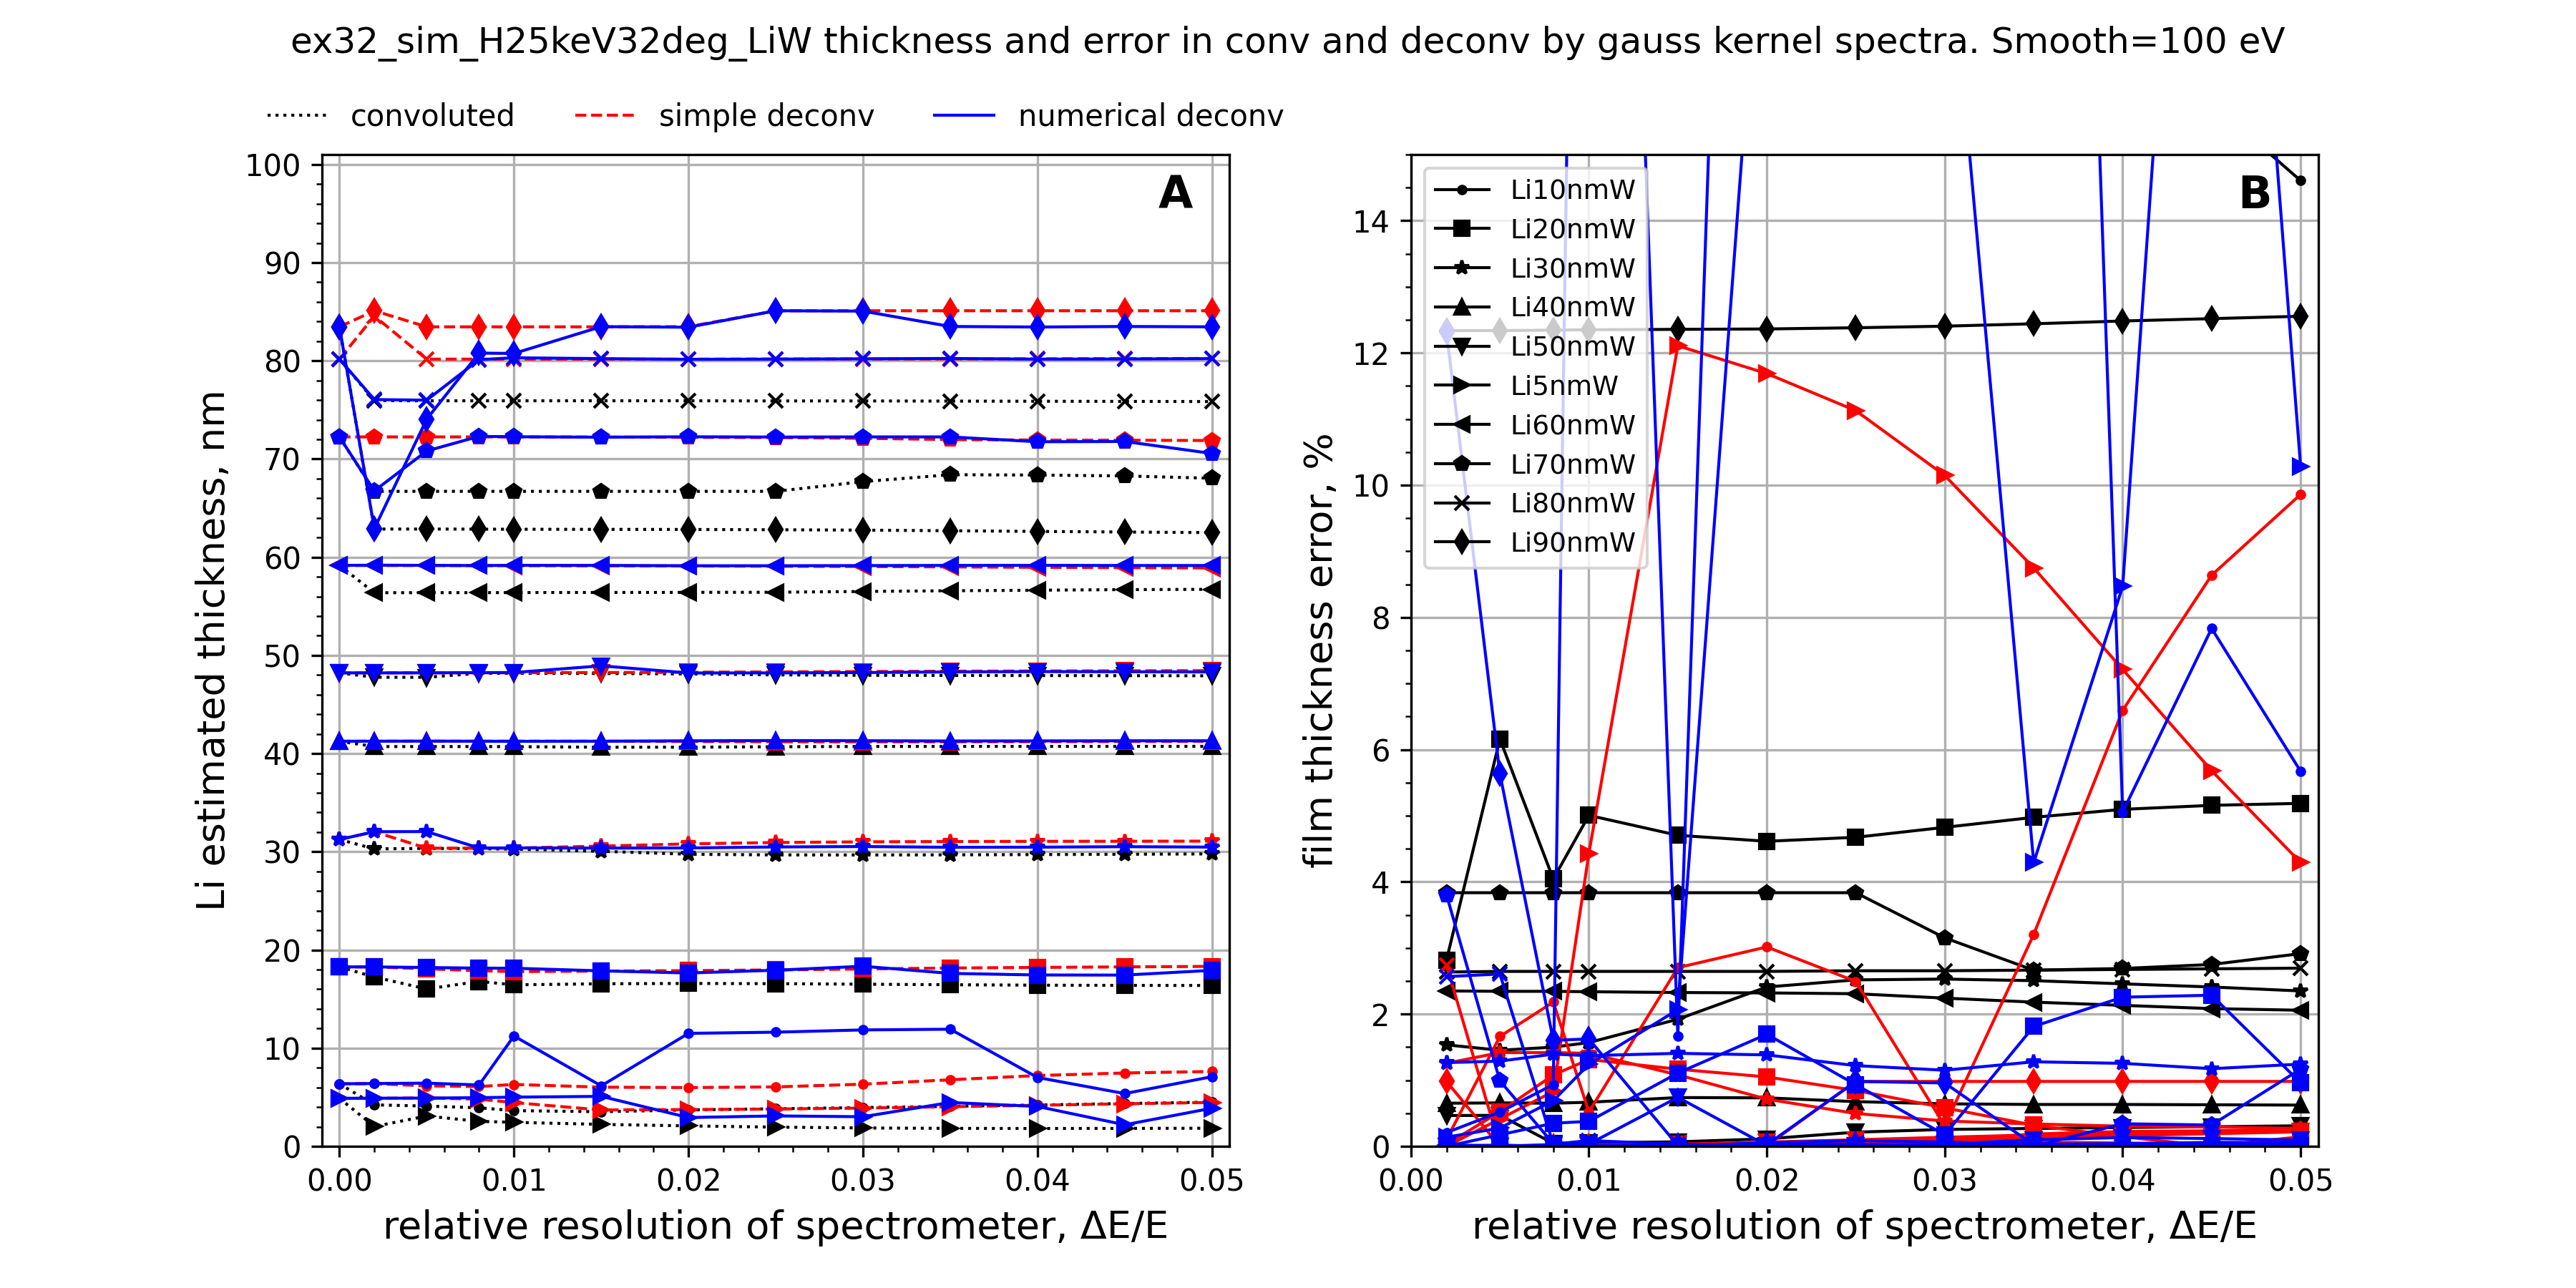 ex32_sim_H25keV32deg_LiW thickness and error in conv and deconv by gauss kernel spectra. Smooth=100 eV
convoluted simple deconv numerical deconv
A
Li estimated thickness, nm
100
90
80
70
60
50
40
30
20
10
0
0.00 0.01 0.02 0.03 0.04 0.05
relative resolution of spectrometer, ΔE/E
B
film thickness error, %
14
12
10
8
6
4
2
0
Li10nmW
Li20nmW
Li30nmW
Li40nmW
Li50nmW
Li5nmW
Li60nmW
Li70nmW
Li80nmW
Li90nmW
0.00 0.01 0.02 0.03 0.04 0.05
relative resolution of spectrometer, ΔE/E